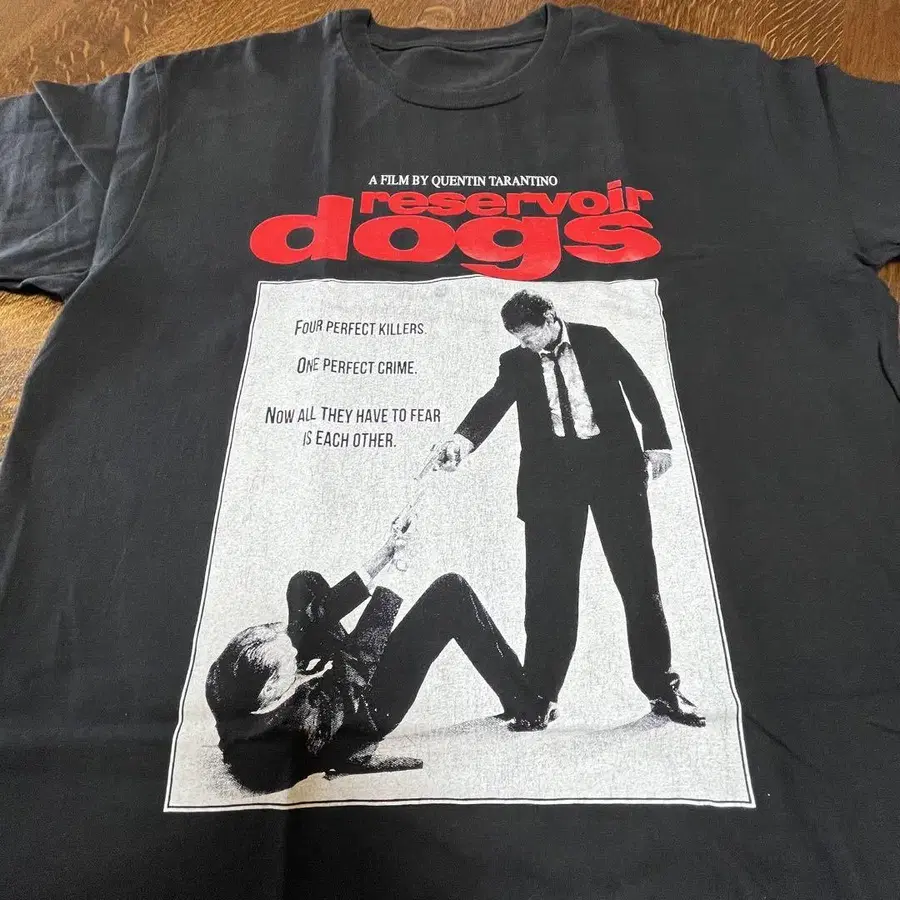 A FILM BY QUENTIN TARANTINO
reservoir
dogs
FOUR PERFECT KILLERS.
ONE PERFECT CRIME.
NOW ALL THEY HAVE TO FEAR
IS EACH OTHER.